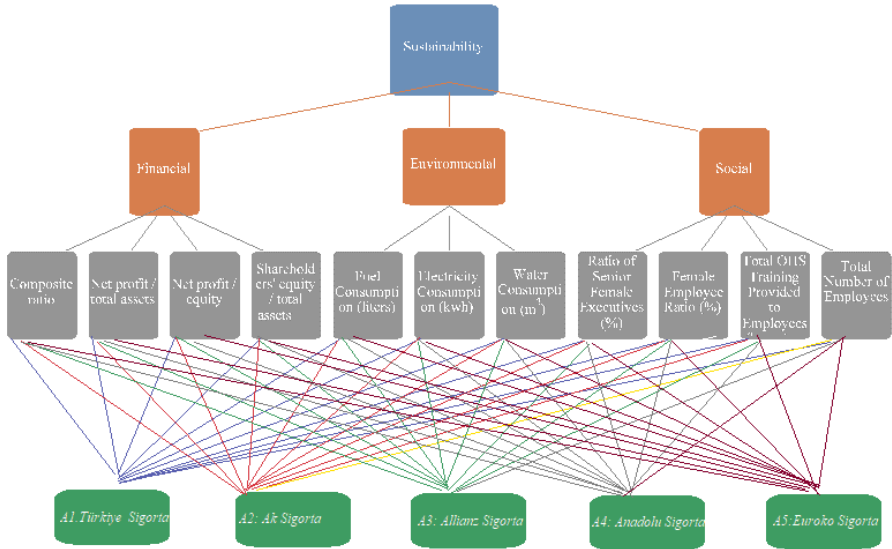 Sustainability
Financial
Environmental
Social
Composite
ratio
Net profit /
total assets
Net profit /
equity
Sharehold
ers' equity
/ total
assets
Fuel
Consumpti
on (liters)
Electricity
Consumpti
on (kwh)
Water
Consumpti
on (m³)
Ratio of
Senior
Female
Executives
(%)
Female
Employee
Ratio (%)
Total OHS
Training
Provided
to
Employees
Total
Number of
Employees
A1.Türkiye Sigorta
A2: Ak Sigorta
A3: Allianz Sigorta
A4: Anadolu Sigorta
A5:Euroko Sigorta